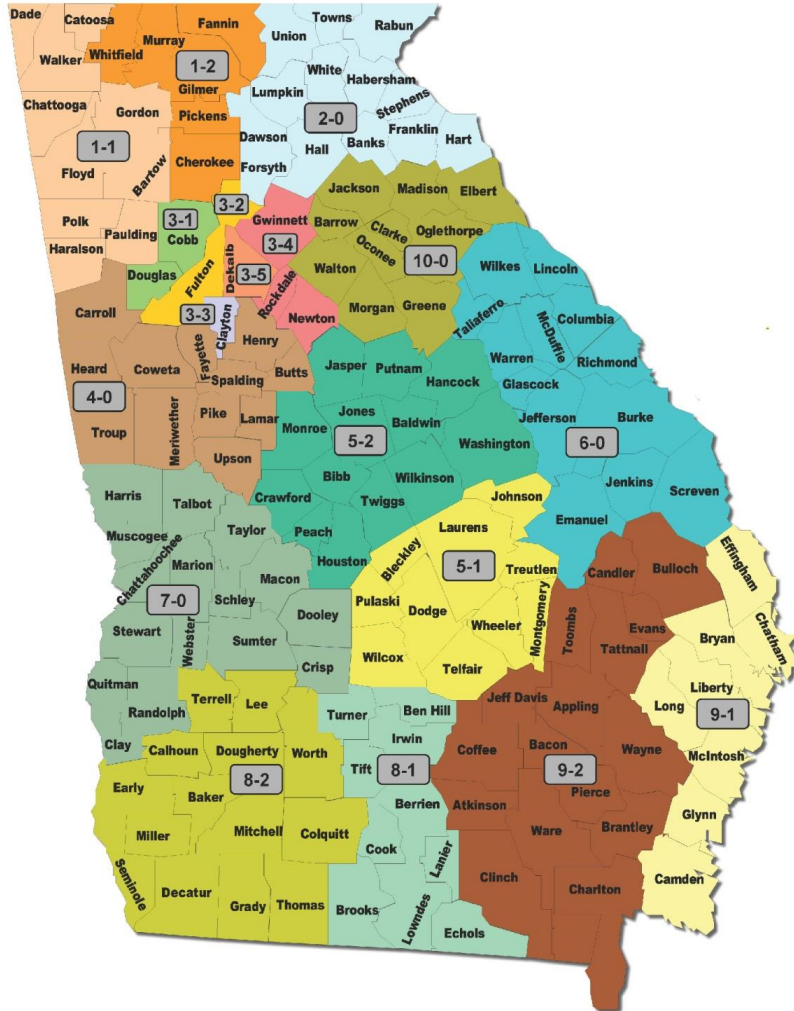 Dade
Catoosa
Fannin
Towns
Rabun
Union
Murray
Whitfield
Walker
1-2
White
Habersham
Gilmer
Lumpkin
Stephens
Chattooga
Gordon
Pickens
2-0
Franklin
Hart
Dawson
Banks
1-1
Hall
Cherokee
Forsyth
Floyd
Bartow
Jackson
Madison
Elbert
3-2
3-1
Gwinnett
Polk
Paulding
Cobb
Barrow
Clarke
Oglethorpe
3-4
Haralson
Oconee
10-0
Fulton
Dekalb
3-5
Walton
Wilkes
Lincoln
Douglas
Rockdale
Carroll
3-3
Clayton
Newton
Morgan
Greene
Taliaferro
McDuffie
Columbia
Henry
Fayette
Warren
Richmond
Heard
Coweta
Butts
Jasper
Putnam
Spalding
Hancock
Glascock
4-0
Pike
Lamar
Jones
Baldwin
Jefferson
Burke
Troup
Meriwether
Monroe
5-2
Washington
6-0
Upson
Bibb
Wilkinson
Jenkins
Harris
Talbot
Crawford
Twiggs
Johnson
Screven
Taylor
Peach
Laurens
Emanuel
Muscogee
Houston
Bleckley
Effingham
Chattahoochee
Marion
Macon
5-1
Treutlen
Candler
Bulloch
7-0
Schley
Pulaski
Dodge
Montgomery
Dooley
Toombs
Evans
Chatham
Stewart
Webster
Sumter
Wheeler
Tattnall
Bryan
Wilcox
Crisp
Telfair
Quitman
Liberty
Terrell
Lee
Jeff Davis
Appling
Long
Randolph
Turner
Ben Hill
9-1
Clay
Calhoun
Dougherty
Worth
Irwin
Coffee
Bacon
Wayne
McIntosh
8-2
Tift
8-1
9-2
Early
Baker
Berrien
Atkinson
Pierce
Glynn
Miller
Mitchell
Colquitt
Ware
Brantley
Cook
Lanier
Seminole
Clinch
Charlton
Camden
Decatur
Grady
Thomas
Brooks
Lowndes
Echols